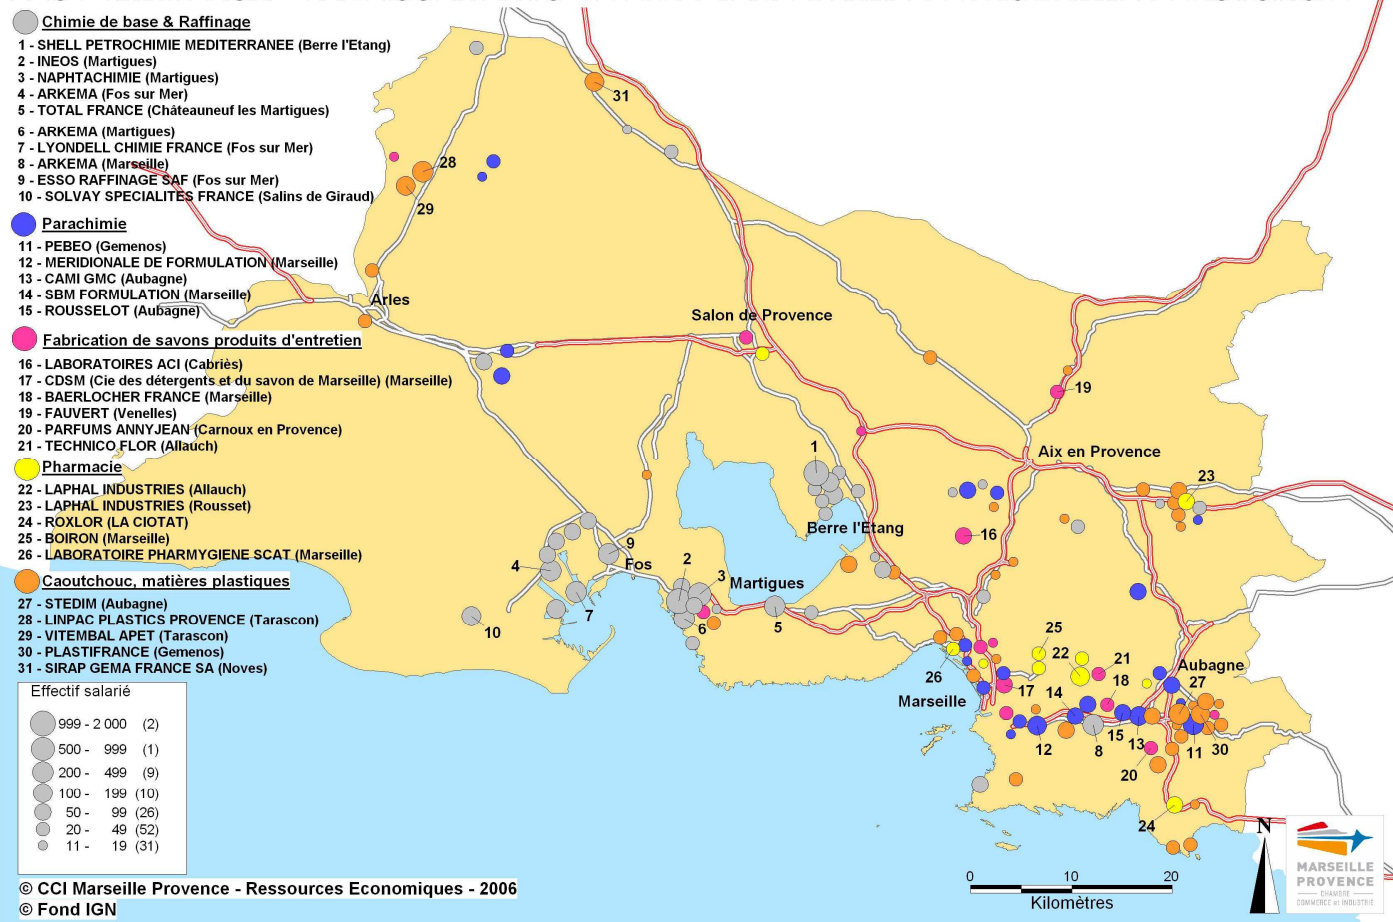 Chimie de base & Raffinage
1 - SHELL PETROCHIMIE MEDITERRANEE (Berre l'Etang)
2 - INEOS (Martigues)
3 - NAPHTACHIMIE (Martigues)
4 - ARKEMA (Fos sur Mer)
5 - TOTAL FRANCE (Châteauneuf les Martigues)
6 - ARKEMA (Martigues)
7 - LYONDELL CHIMIE FRANCE (Fos sur Mer)
8 - ARKEMA (Marseille)
9 - ESSO RAFFINAGE SAF (Fos sur Mer)
10 - SOLVAY SPECIALITES FRANCE (Salins de Giraud)
Parachimie
11 - PEBEO (Gemenos)
12 - MERIDIONALE DE FORMULATION (Marseille)
13 - CAMI GMC (Aubagne)
14 - SBM FORMULATION (Marseille)
15 - ROUSSELOT (Aubagne)
Fabrication de savons produits d'entretien
16 - LABORATOIRES ACI (Cabriès)
17 - CDSM (Cie des détergents et du savon de Marseille) (Marseille)
18 - BAERLOCHER FRANCE (Marseille)
19 - FAUVERT (Venelles)
20 - PARFUMS ANNYJEAN (Carnoux en Provence)
21 - TECHNICO FLOR (Allauch)
Pharmacie
22 - LAPHAL INDUSTRIES (Allauch)
23 - LAPHAL INDUSTRIES (Rousset)
24 - ROXLOR (LA CIOTAT)
25 - BOIRON (Marseille)
26 - LABORATOIRE PHARMYGIENE SCAT (Marseille)
Caoutchouc, matières plastiques
27 - STEDIM (Aubagne)
28 - LINPAC PLASTICS PROVENCE (Tarascon)
29 - VITEMBAL APET (Tarascon)
30 - PLASTIFRANCE (Gemenos)
31 - SIRAP GEMA FRANCE SA (Noves)
Effectif salarié
999 - 2 000 (2)
500 - 999 (1)
200 - 499 (9)
100 - 199 (10)
50 - 99 (26)
20 - 49 (52)
11 - 19 (31)
© CCI Marseille Provence - Ressources Economiques - 2006
© Fond IGN
31
28
29
Arles
Salon de Provence
19
Aix en Provence
1
23
Berre l'Etang
16
9
4
Fos
2
3
Martigues
7
10
6
5
25
22
21
Aubagne
26
27
17
14
18
Marseille
12
8
15
13
11
30
20
24
N
0 10 20
Kilomètres
MARSEILLE
PROVENCE
CHAMBRE
COMMERCE et INDUSTRIE